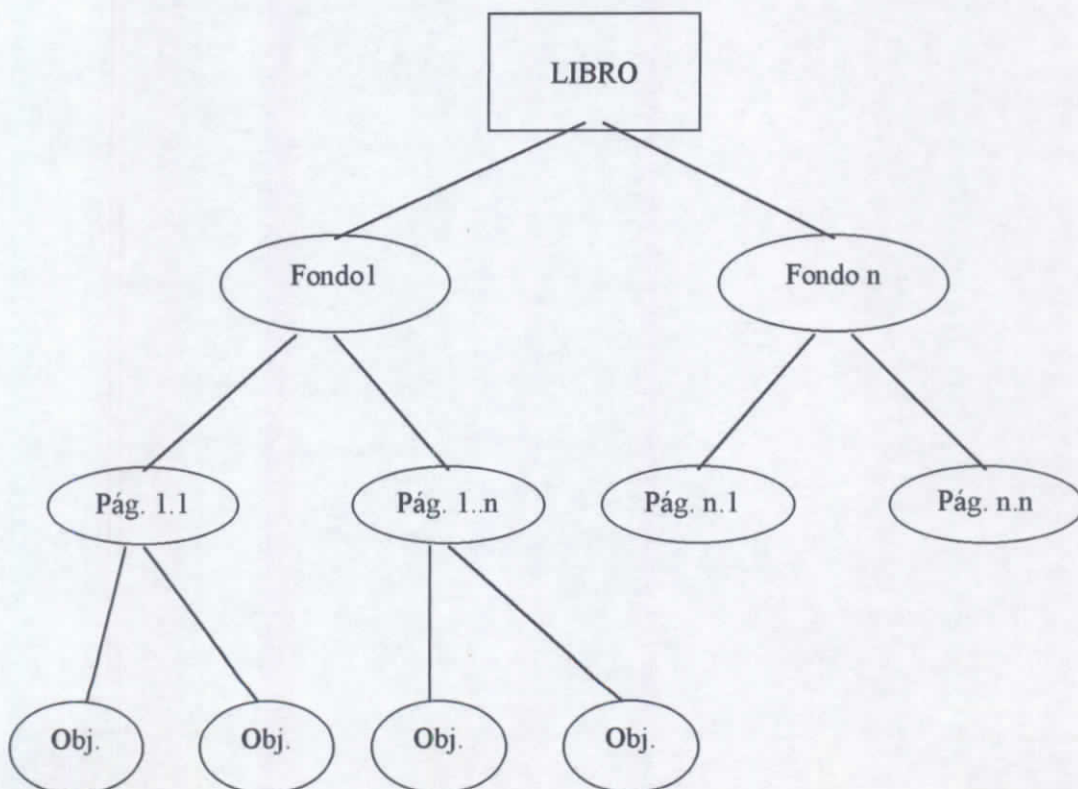 LIBRO
Fondo1
Fondo n
Pág. 1.1
Pág. 1..n
Pág. n.1
Pág. n.n
Obj.
Obj.
Obj.
Obj.